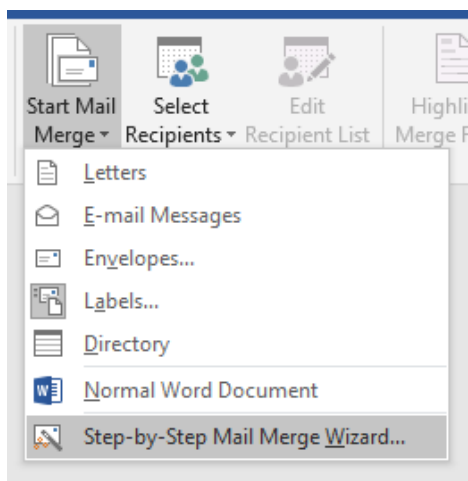 Start Mail Select Edit Highli
Merge Recipients Recipient List Merge F
Letters
E-mail Messages
Envelopes...
Labels...
Directory
Normal Word Document
Step-by-Step Mail Merge Wizard...